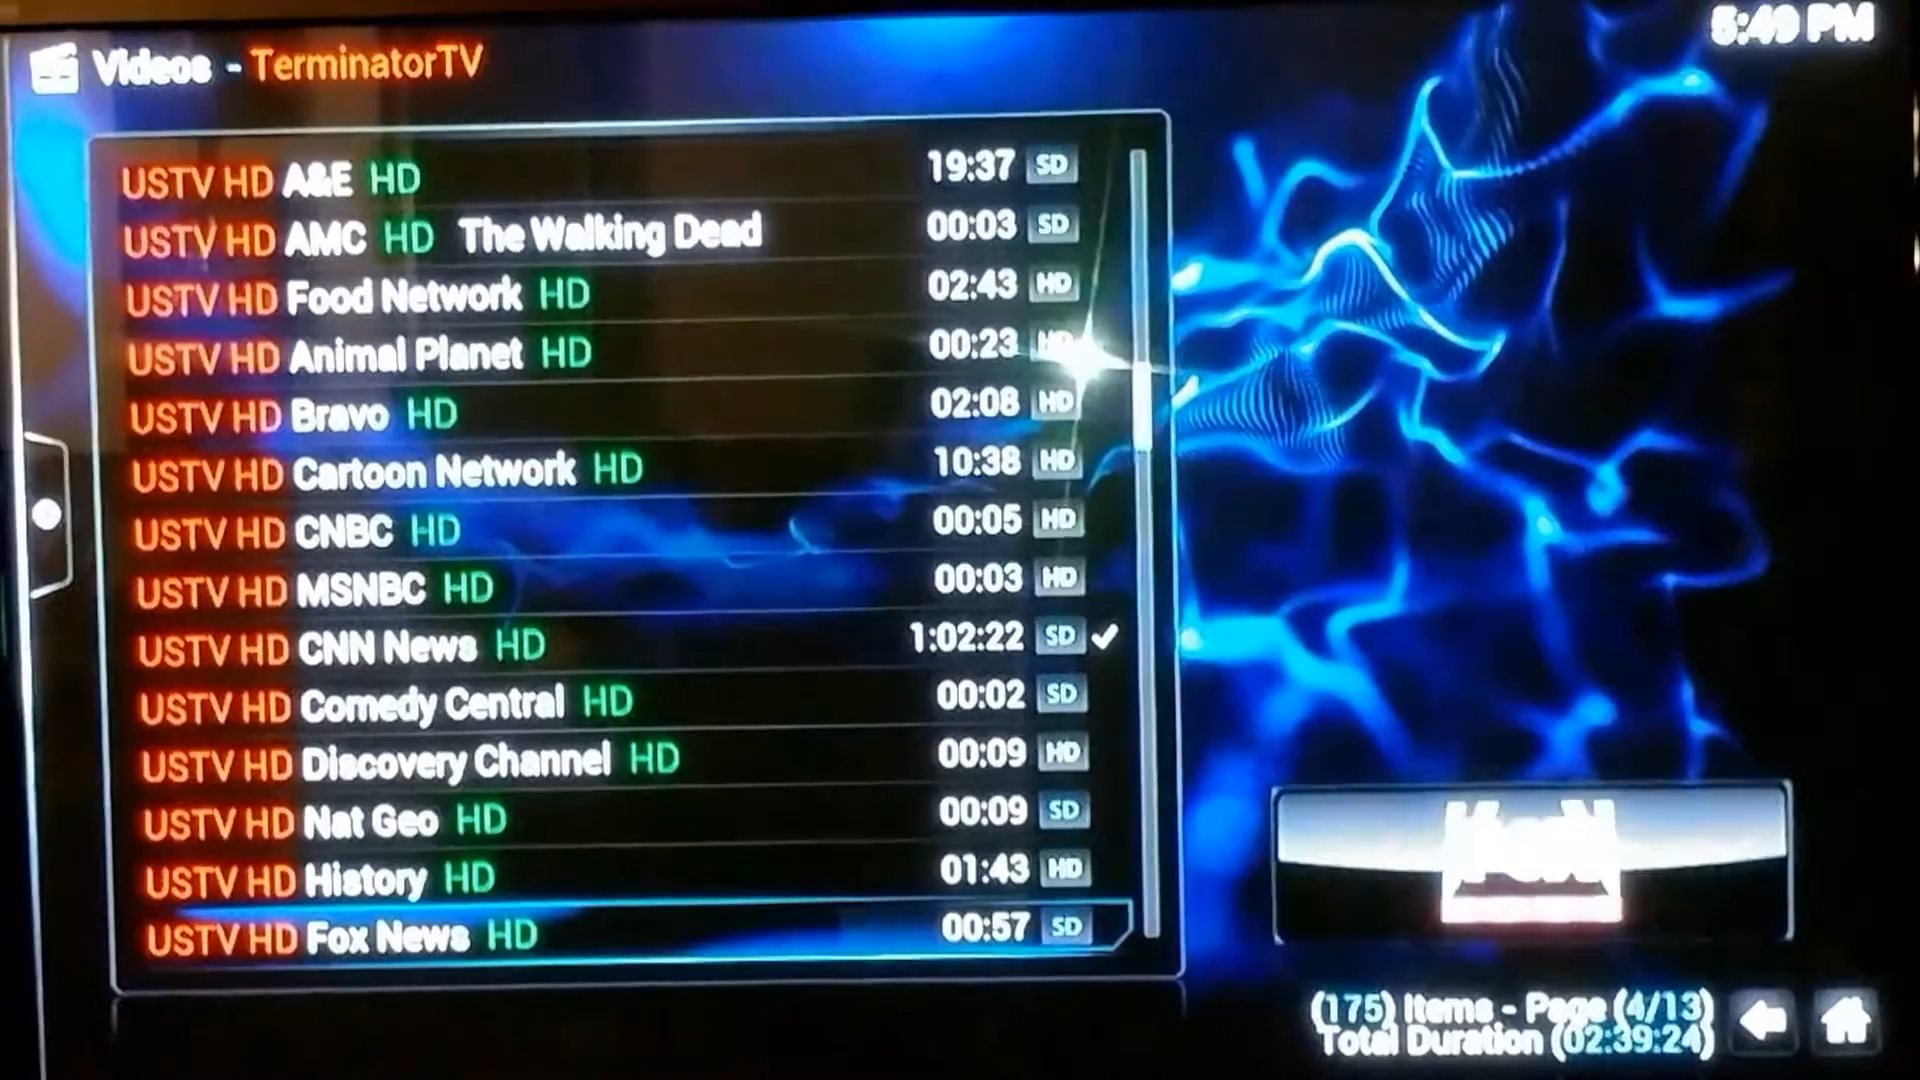 Videos - TerminatorTV
5:49 PM
USTV HD A&E HD 19:37 SD
USTV HD AMC HD The Walking Dead 00:03 SD
USTV HD Food Network HD 02:43 HD
USTV HD Animal Planet HD 00:23 HD
USTV HD Bravo HD 02:08 HD
USTV HD Cartoon Network HD 10:38 HD
USTV HD CNBC HD 00:05 HD
USTV HD MSNBC HD 00:03 HD
USTV HD CNN News HD 1:02:22 SD
USTV HD Comedy Central HD 00:02 SD
USTV HD Discovery Channel HD 00:09 HD
USTV HD Nat Geo HD 00:09 SD
USTV HD History HD 01:43 HD
USTV HD Fox News HD 00:57 SD
(175) Items - Page (4/13)
Total Duration (02:39:24)